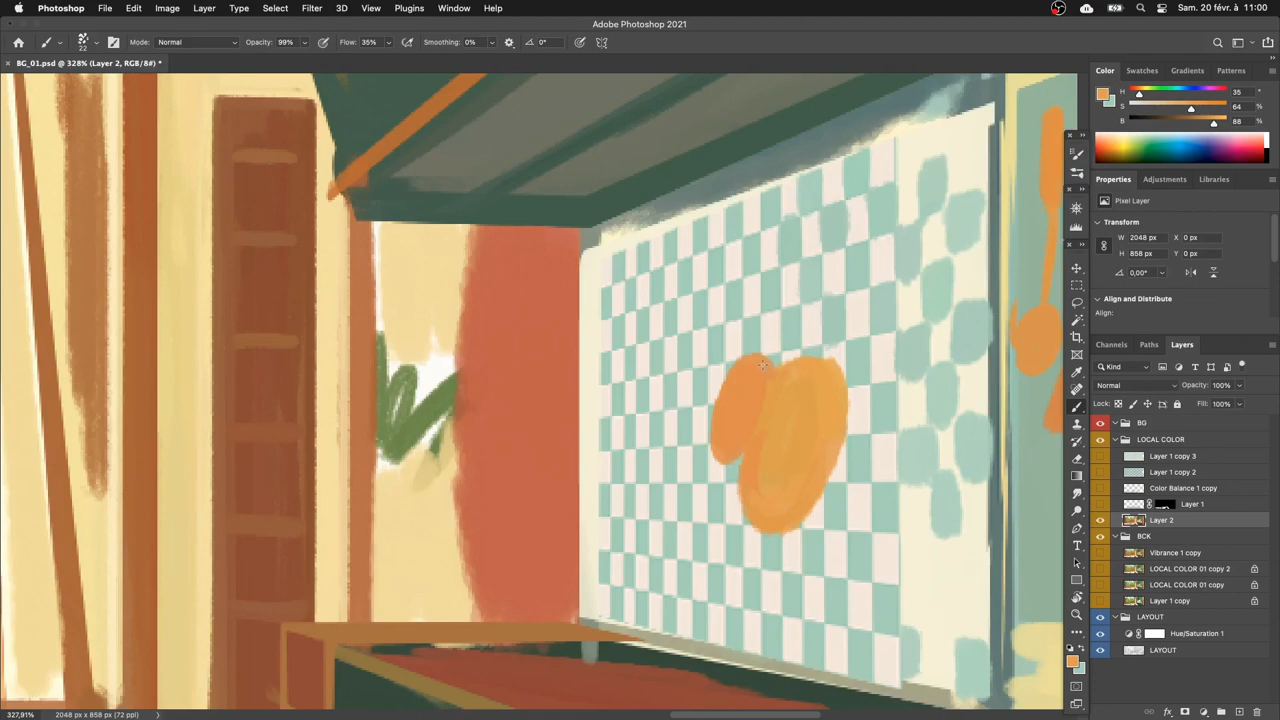 Photoshop File Edit Image Layer Type Select Filter 3D View Plugins Window Help Sam. 20 févr à 11:00
Adobe Photoshop 2021
22 Mode: Normal Opacity: 99% Flow: 35% Smoothing: 0% 0°
BG_01.psd @ 328% (Layer 2, RGB/8#) *
Color Swatches Gradients Patterns
H 35 °
S 64 %
B 88 %
Properties Adjustments Libraries
Pixel Layer
Transform
W 2048 px X 0 px
H 858 px Y 0 px
0,00°
Align and Distribute
Align:
Channels Paths Layers
Kind
Normal Opacity: 100%
Lock: Fill: 100%
BG
LOCAL COLOR
Layer 1 copy 3
Layer 1 copy 2
Color Balance 1 copy
Layer 1
Layer 2
BCK
Vibrance 1 copy
LOCAL COLOR 01 copy 2
LOCAL COLOR 01 copy
Layer 1 copy
LAYOUT
Hue/Saturation 1
LAYOUT
327,91% 2048 px x 858 px (72 ppi)
fx